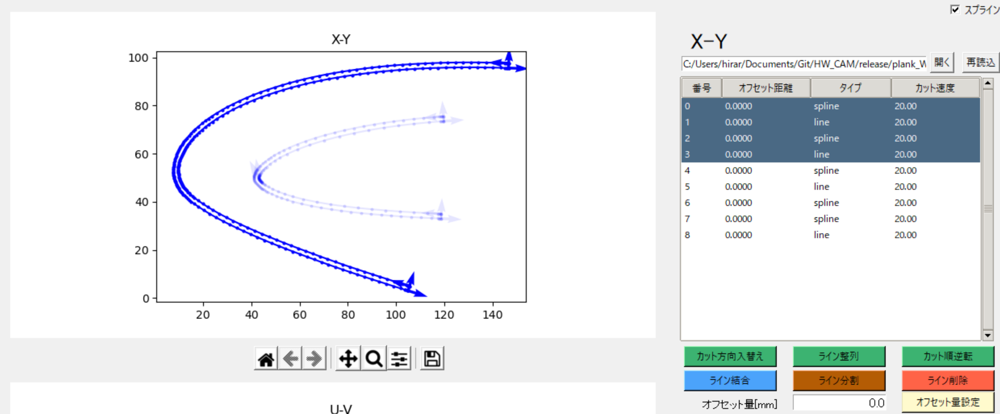 スプライン
X-Y
100
80
60
40
20
0
20 40 60 80 100 120 140
U-V
X-Y
C:/Users/hirar/Documents/Git/HW_CAM/release/plank_W 開く 再読込
番号 オフセット距離 タイプ カット速度
0 0.0000 spline 20.00
1 0.0000 line 20.00
2 0.0000 spline 20.00
3 0.0000 line 20.00
4 0.0000 spline 20.00
5 0.0000 line 20.00
6 0.0000 spline 20.00
7 0.0000 spline 20.00
8 0.0000 line 20.00
カット方向入替え ライン整列 カット順逆転
ライン結合 ライン分割 ライン削除
オフセット量[mm] 0.0 オフセット量設定